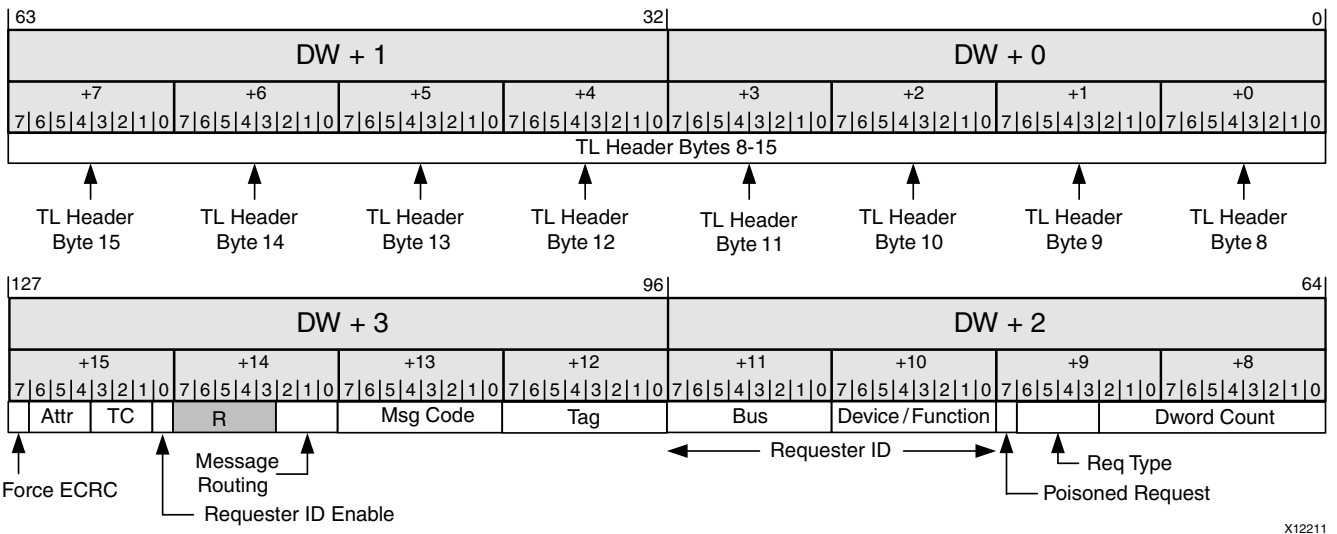 63 32 0
DW + 1 DW + 0
+7 +6 +5 +4 +3 +2 +1 +0
7 6 5 4 3 2 1 0 7 6 5 4 3 2 1 0 7 6 5 4 3 2 1 0 7 6 5 4 3 2 1 0 7 6 5 4 3 2 1 0 7 6 5 4 3 2 1 0 7 6 5 4 3 2 1 0 7 6 5 4 3 2 1 0
TL Header Bytes 8-15
TL Header TL Header TL Header TL Header TL Header TL Header TL Header TL Header
Byte 15 Byte 14 Byte 13 Byte 12 Byte 11 Byte 10 Byte 9 Byte 8
127 96 64
DW + 3 DW + 2
+15 +14 +13 +12 +11 +10 +9 +8
7 6 5 4 3 2 1 0 7 6 5 4 3 2 1 0 7 6 5 4 3 2 1 0 7 6 5 4 3 2 1 0 7 6 5 4 3 2 1 0 7 6 5 4 3 2 1 0 7 6 5 4 3 2 1 0 7 6 5 4 3 2 1 0
Attr TC R Msg Code Tag Bus Device/Function Dword Count
Message Requester ID
Routing Req Type
Force ECRC Poisoned Request
Requester ID Enable
X12211